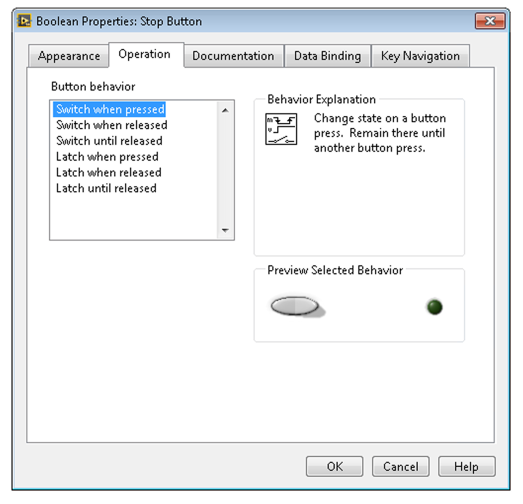 Boolean Properties: Stop Button
Appearance
Operation
Documentation
Data Binding
Key Navigation
Button behavior
Switch when pressed
Switch when released
Switch until released
Latch when pressed
Latch when released
Latch until released
Behavior Explanation
Change state on a button
press. Remain there until
another button press.
Preview Selected Behavior
OK
Cancel
Help